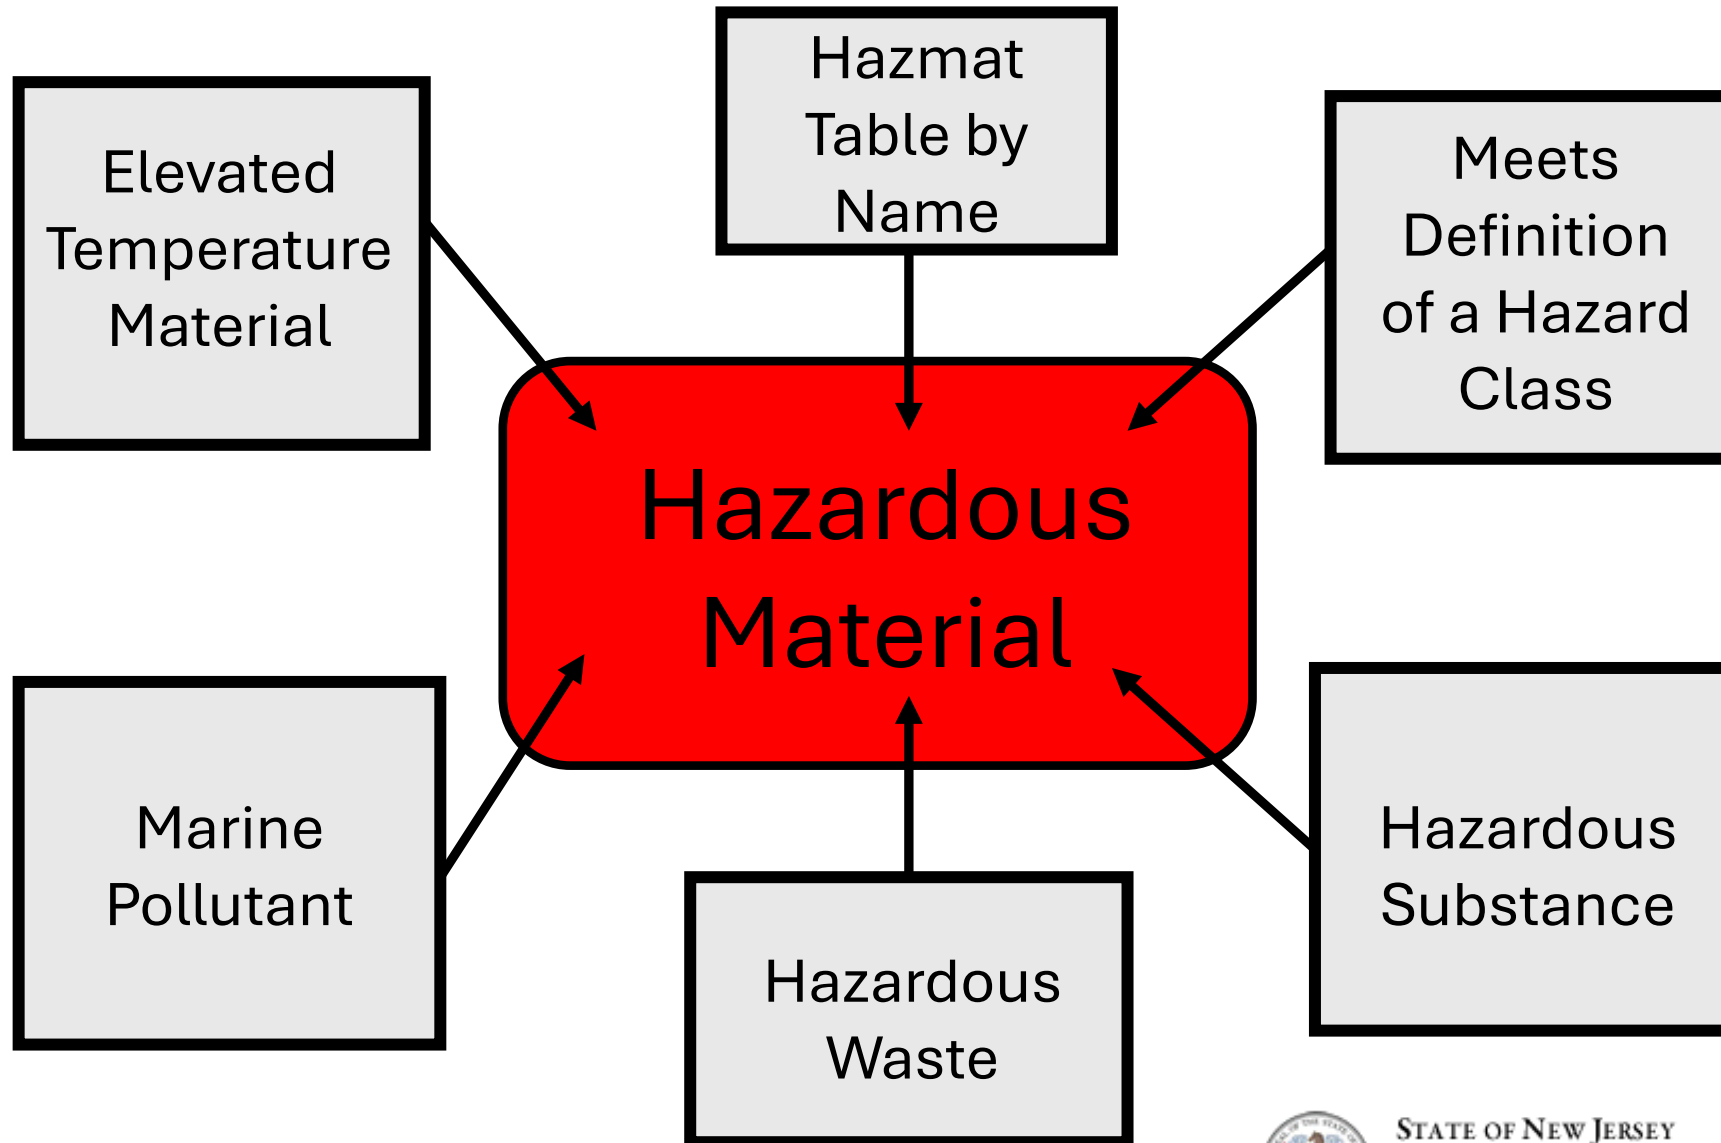 Hazmat
Table by
Name
Elevated
Temperature
Material
Meets
Definition
of a Hazard
Class
Hazardous
Material
Marine
Pollutant
Hazardous
Waste
Hazardous
Substance
STATE OF NEW JERSEY